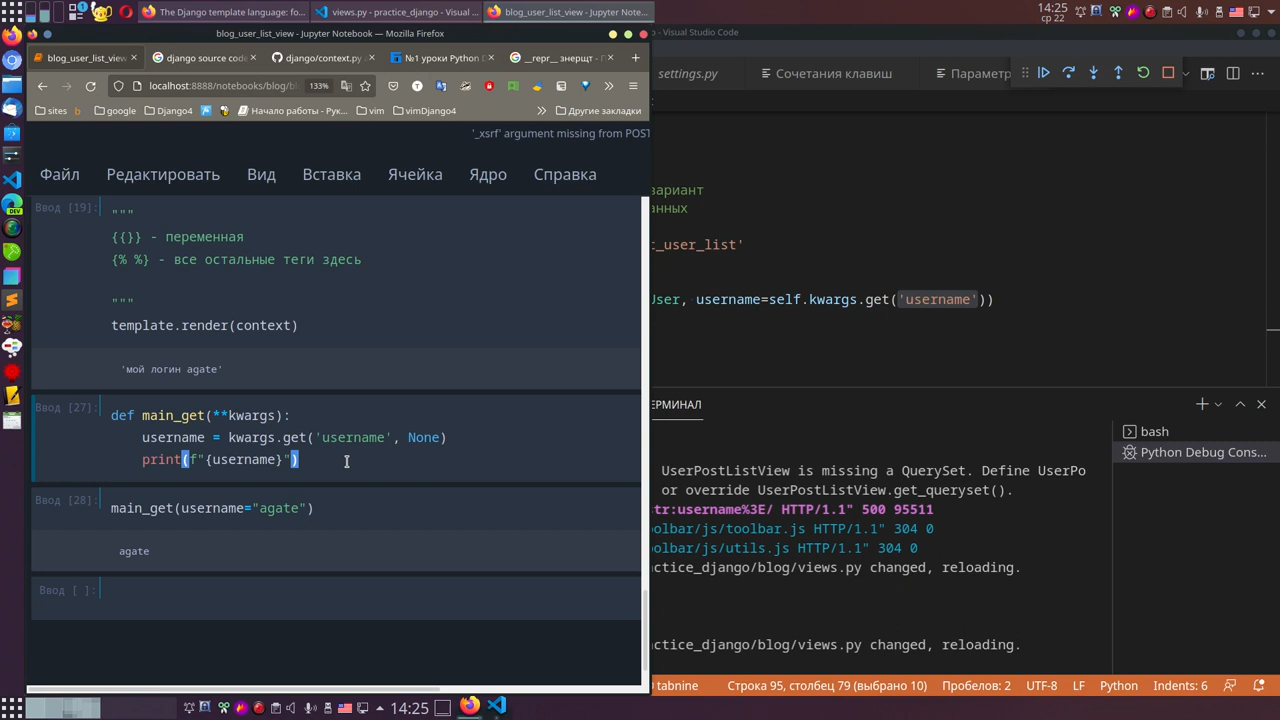 The Django template language: fo...
views.py - practice_django - Visual ...
blog_user_list_view - Jupyter Note...
14:25
ср 22
blog_user_list_view - Jupyter Notebook — Mozilla Firefox
- Visual Studio Code
blog_user_list_view
django source code
django/context.py
№1 уроки Python D
__repr__ знерщт - П
settings.py
Сочетания клавиш
Параметр
localhost:8888/notebooks/blog/b
133%
sites
google
Django4
Начало работы - Рук...
vim
vimDjango4
Другие закладки
'_xsrf' argument missing from POST
Файл
Редактировать
Вид
Вставка
Ячейка
Ядро
Справка
Ввод [19]:
"""
{{}} - переменная
{% %} - все остальные теги здесь
"""
template.render(context)
'мой логин agate'
Ввод [27]:
def main_get(**kwargs):
username = kwargs.get('username', None)
print(f"{username}")
Ввод [28]:
main_get(username="agate")
agate
Ввод [ ]:
вариант
анных
t_user_list'
User, username=self.kwargs.get('username'))
ЕРМИНАЛ
bash
Python Debug Cons...
UserPostListView is missing a QuerySet. Define UserPo
or override UserPostListView.get_queryset().
tr:username%3E/ HTTP/1.1" 500 95511
oolbar/js/toolbar.js HTTP/1.1" 304 0
oolbar/js/utils.js HTTP/1.1" 304 0
actice_django/blog/views.py changed, reloading.
actice_django/blog/views.py changed, reloading.
tabnine
Строка 95, столбец 79 (выбрано 10)
Пробелов: 2
UTF-8
LF
Python
Indents: 6
14:25